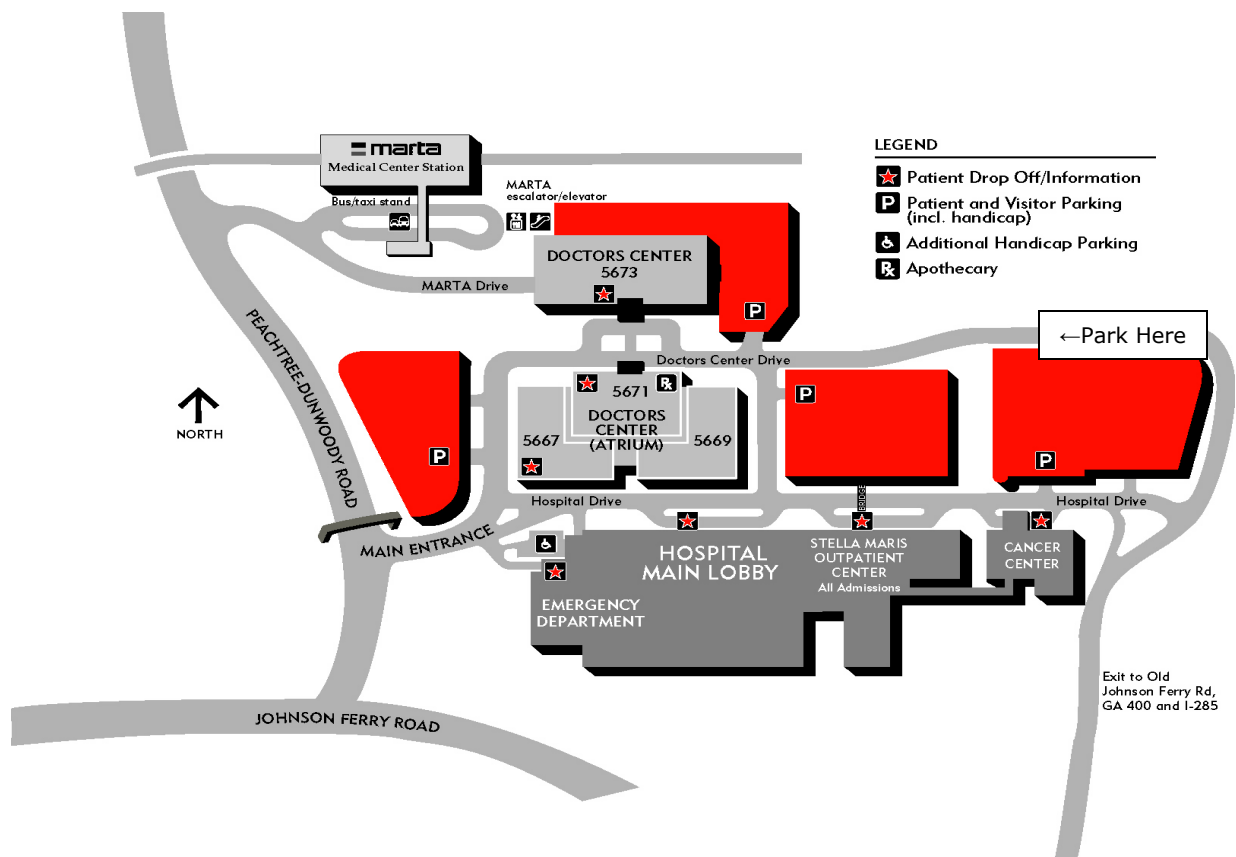 marta
Medical Center Station
Bus/taxi stand
MARTA
escalator/elevator
LEGEND
Patient Drop Off/Information
P Patient and Visitor Parking
(incl. handicap)
Additional Handicap Parking
Rx Apothecary
DOCTORS CENTER
5673
MARTA Drive
P
←Park Here
Doctors Center Drive
PEACHTREE-DUNWOODY ROAD
NORTH
5671
Rx
DOCTORS
CENTER
(ATRIUM)
5667
5669
P
P
P
Hospital Drive
BRIDGE
Hospital Drive
MAIN ENTRANCE
HOSPITAL
MAIN LOBBY
STELLA MARIS
OUTPATIENT
CENTER
All Admissions
CANCER
CENTER
EMERGENCY
DEPARTMENT
Exit to Old
Johnson Ferry Rd,
GA 400 and I-285
JOHNSON FERRY ROAD